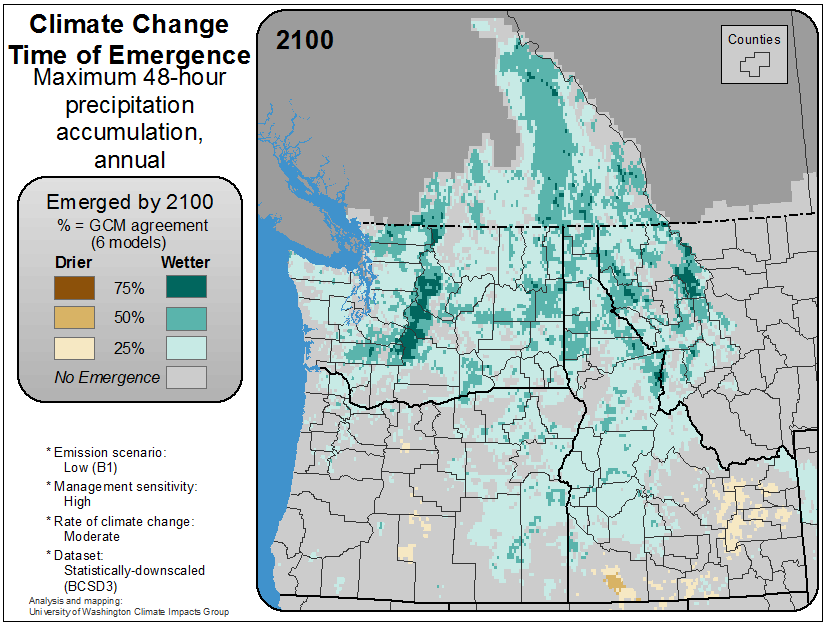 Climate Change
Time of Emergence
Maximum 48-hour
precipitation
accumulation,
annual
Emerged by 2100
% = GCM agreement
(6 models)
Drier Wetter
75%
50%
25%
No Emergence
* Emission scenario:
Low (B1)
* Management sensitivity:
High
* Rate of climate change:
Moderate
* Dataset:
Statistically-downscaled
(BCSD3)
Analysis and mapping:
University of Washington Climate Impacts Group
2100
Counties